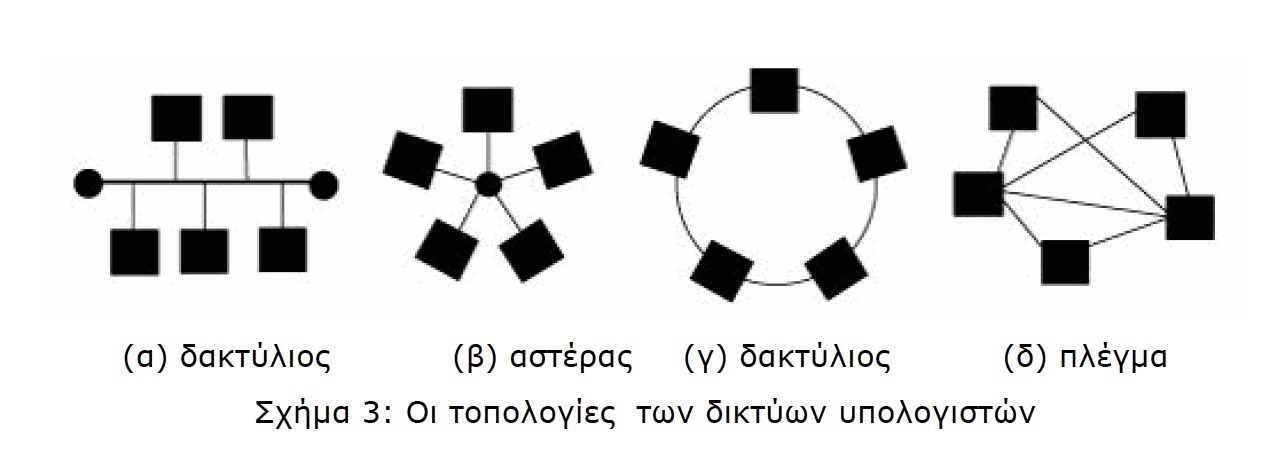 (α) δακτύλιος (β) αστέρας (γ) δακτύλιος (δ) πλέγμα
Σχήμα 3: Οι τοπολογίες των δικτύων υπολογιστών